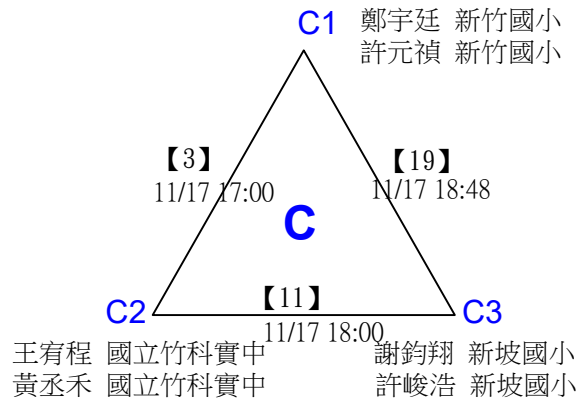 C1 鄭宇廷 新竹國小
許元禎 新竹國小
【3】
11/17 17:00
【19】
11/17 18:48
C
【11】
11/17 18:00
C2
C3
王宥程 國立竹科實中
黃丞禾 國立竹科實中
謝鈞翔 新坡國小
許峻浩 新坡國小